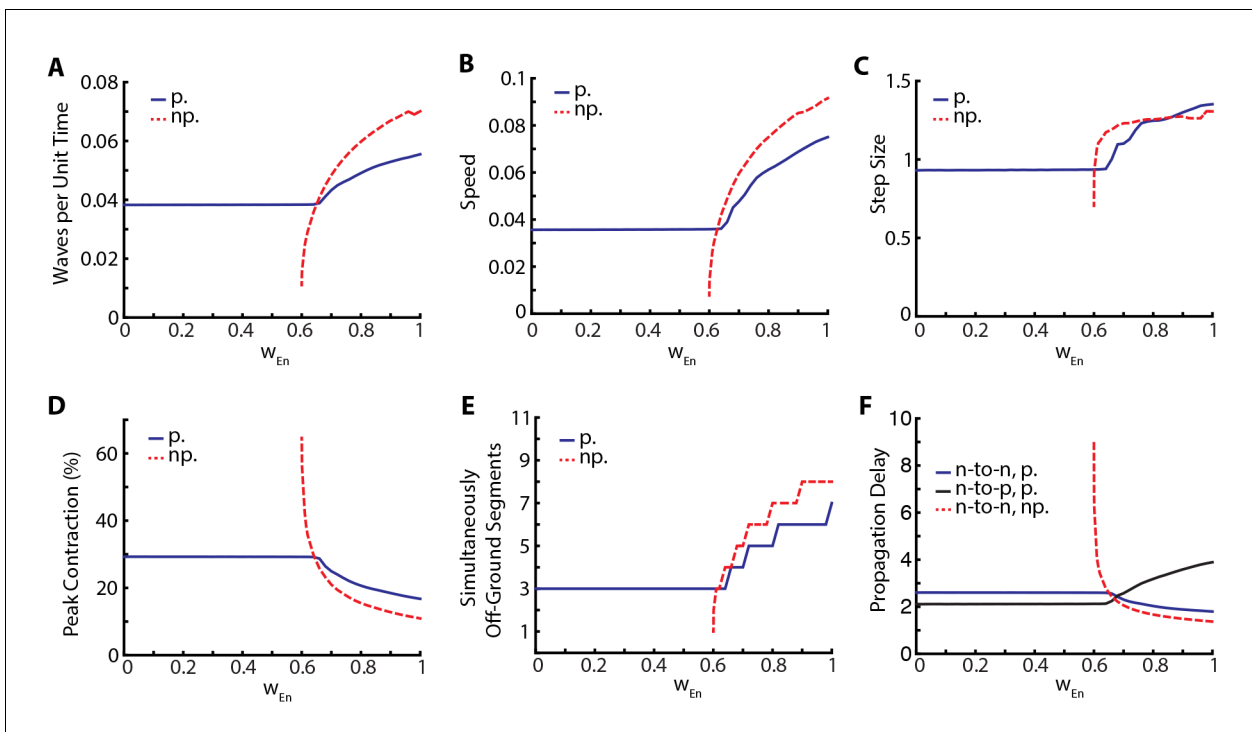 A
Waves per Unit Time
0.08
0.06
0.04
0.02
0
p.
np.
0 0.2 0.4 0.6 0.8 1
w_En
B
Speed
0.1
0.08
0.06
0.04
0.02
0
p.
np.
0 0.2 0.4 0.6 0.8 1
w_En
C
Step Size
1.5
1
0.5
0
p.
np.
0 0.2 0.4 0.6 0.8 1
w_En
D
Peak Contraction (%)
60
40
20
0
p.
np.
0 0.2 0.4 0.6 0.8 1
w_En
E
Simultaneously
Off-Ground Segments
11
9
7
5
3
1
p.
np.
0 0.2 0.4 0.6 0.8 1
w_En
F
Propagation Delay
10
8
6
4
2
0
n-to-n, p.
n-to-p, p.
n-to-n, np.
0 0.2 0.4 0.6 0.8 1
w_En